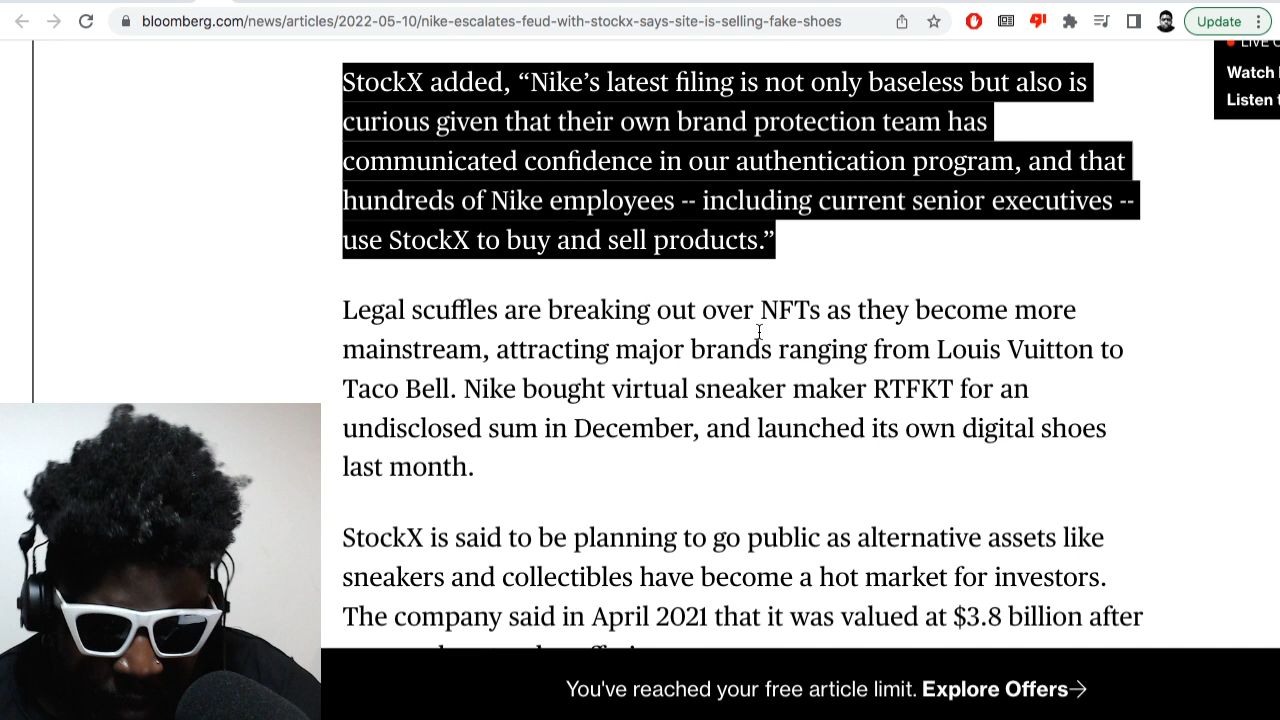 bloomberg.com/news/articles/2022-05-10/nike-escalates-feud-with-stockx-says-site-is-selling-fake-shoes
Update
LIVE
Watch
Listen
StockX added, “Nike’s latest filing is not only baseless but also is
curious given that their own brand protection team has
communicated confidence in our authentication program, and that
hundreds of Nike employees -- including current senior executives --
use StockX to buy and sell products.”
Legal scuffles are breaking out over NFTs as they become more
mainstream, attracting major brands ranging from Louis Vuitton to
Taco Bell. Nike bought virtual sneaker maker RTFKT for an
undisclosed sum in December, and launched its own digital shoes
last month.
StockX is said to be planning to go public as alternative assets like
sneakers and collectibles have become a hot market for investors.
The company said in April 2021 that it was valued at $3.8 billion after
You've reached your free article limit. Explore Offers→